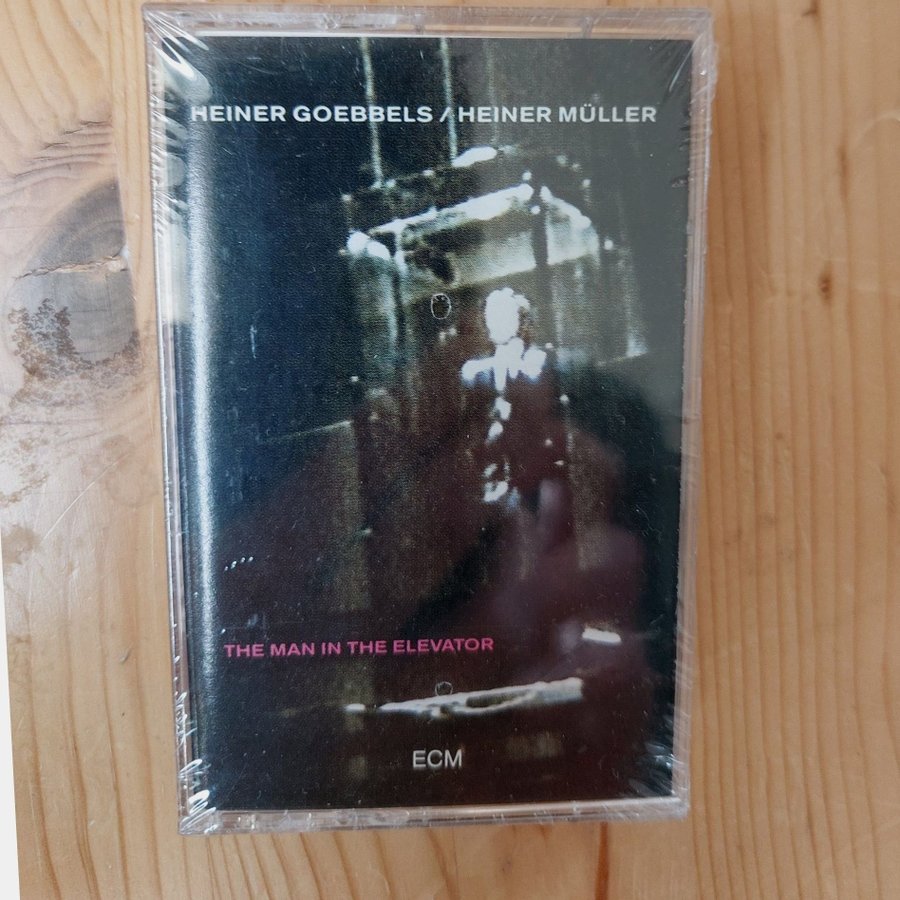 HEINER GOEBBELS / HEINER MÜLLER
THE MAN IN THE ELEVATOR
ECM